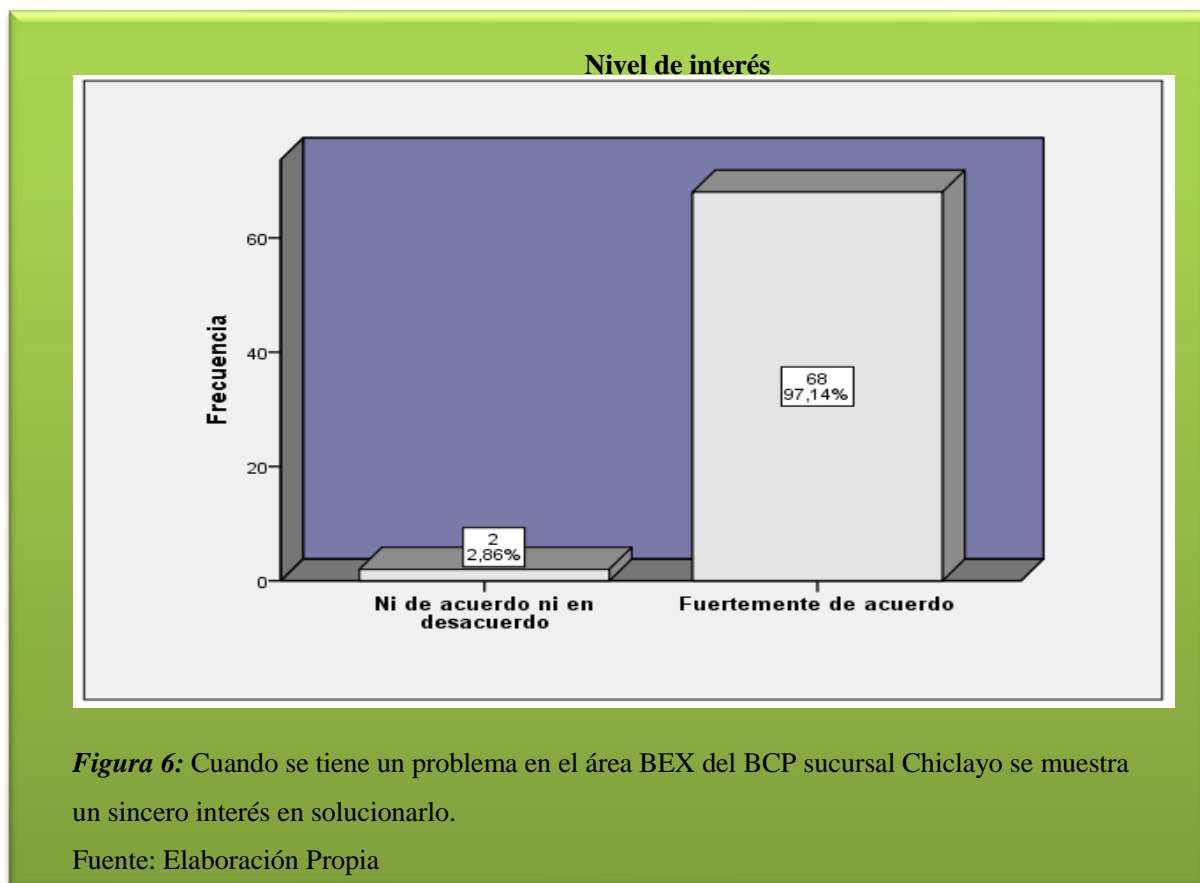 Nivel de interés
Frecuencia
60
40
20
0
2
2,86%
68
97,14%
Ni de acuerdo ni en
desacuerdo
Fuertemente de acuerdo
Figura 6: Cuando se tiene un problema en el área BEX del BCP sucursal Chiclayo se muestra
un sincero interés en solucionarlo.
Fuente: Elaboración Propia